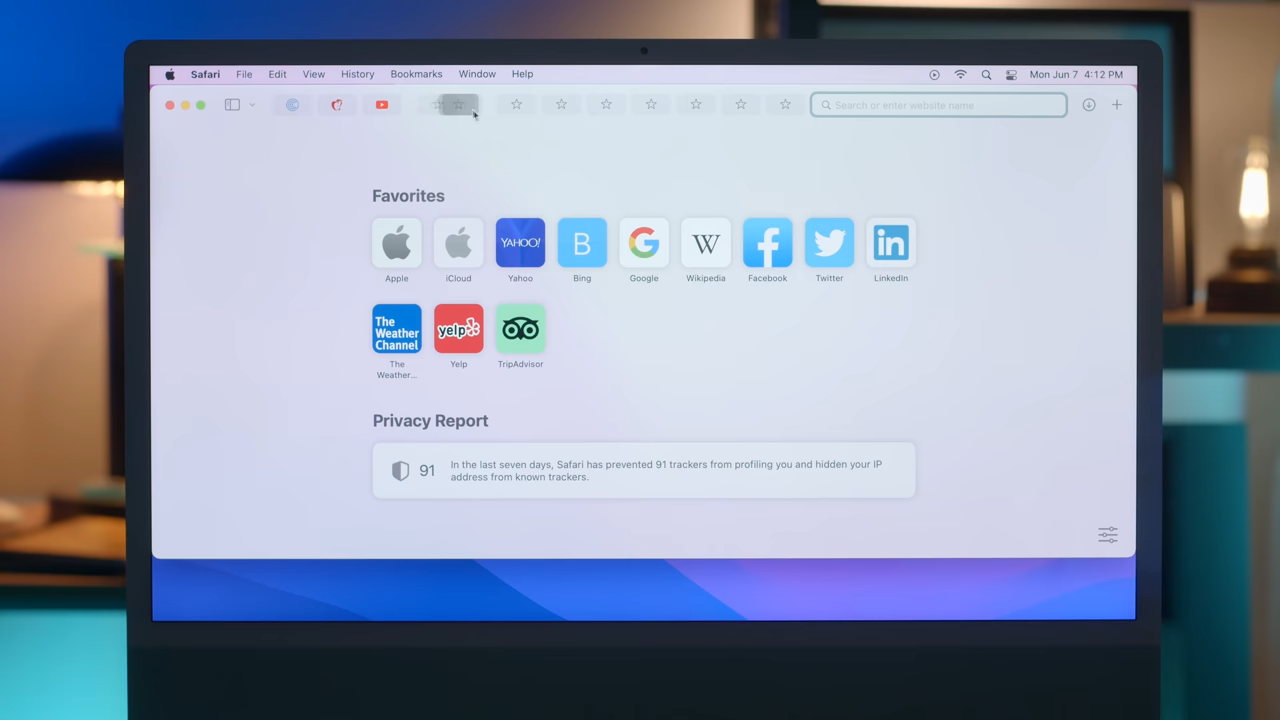 Safari File Edit View History Bookmarks Window Help Mon Jun 7 4:12 PM
Search or enter website name
Favorites
YAHOO! B G W f in
Apple iCloud Yahoo Bing Google Wikipedia Facebook Twitter LinkedIn
The
Weather
Channel
yelp
The
Weather...
Yelp TripAdvisor
Privacy Report
91
In the last seven days, Safari has prevented 91 trackers from profiling you and hidden your IP
address from known trackers.